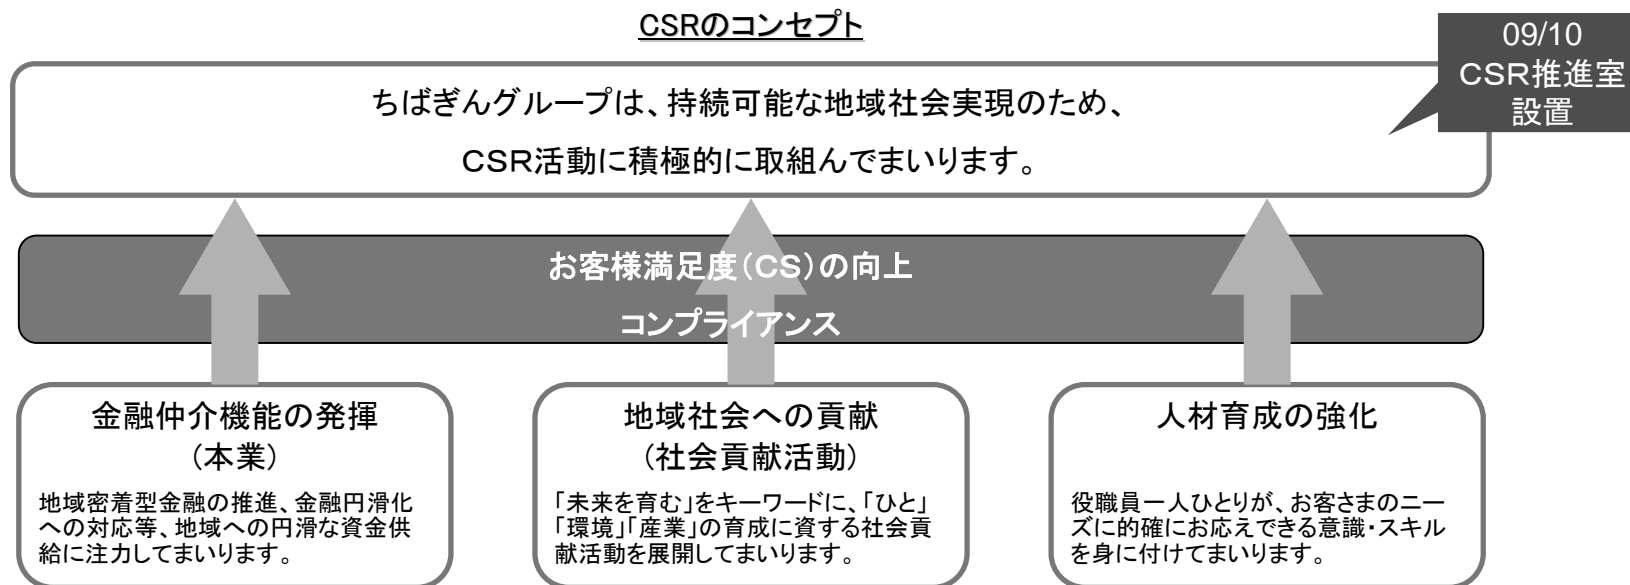 CSRのコンセプト
09/10
CSR推進室
設置
ちばぎんグループは、持続可能な地域社会実現のため、
CSR活動に積極的に取組んでまいります。
お客様満足度(CS)の向上
コンプライアンス
金融仲介機能の発揮
(本業)
地域密着型金融の推進、金融円滑化
への対応等、地域への円滑な資金供
給に注力してまいります。
地域社会への貢献
(社会貢献活動)
「未来を育む」をキーワードに、「ひと」
「環境」「産業」の育成に資する社会貢
献活動を展開してまいります。
人材育成の強化
役職員一人ひとりが、お客さまのニー
ズに的確にお応えできる意識・スキル
を身に付けてまいります。